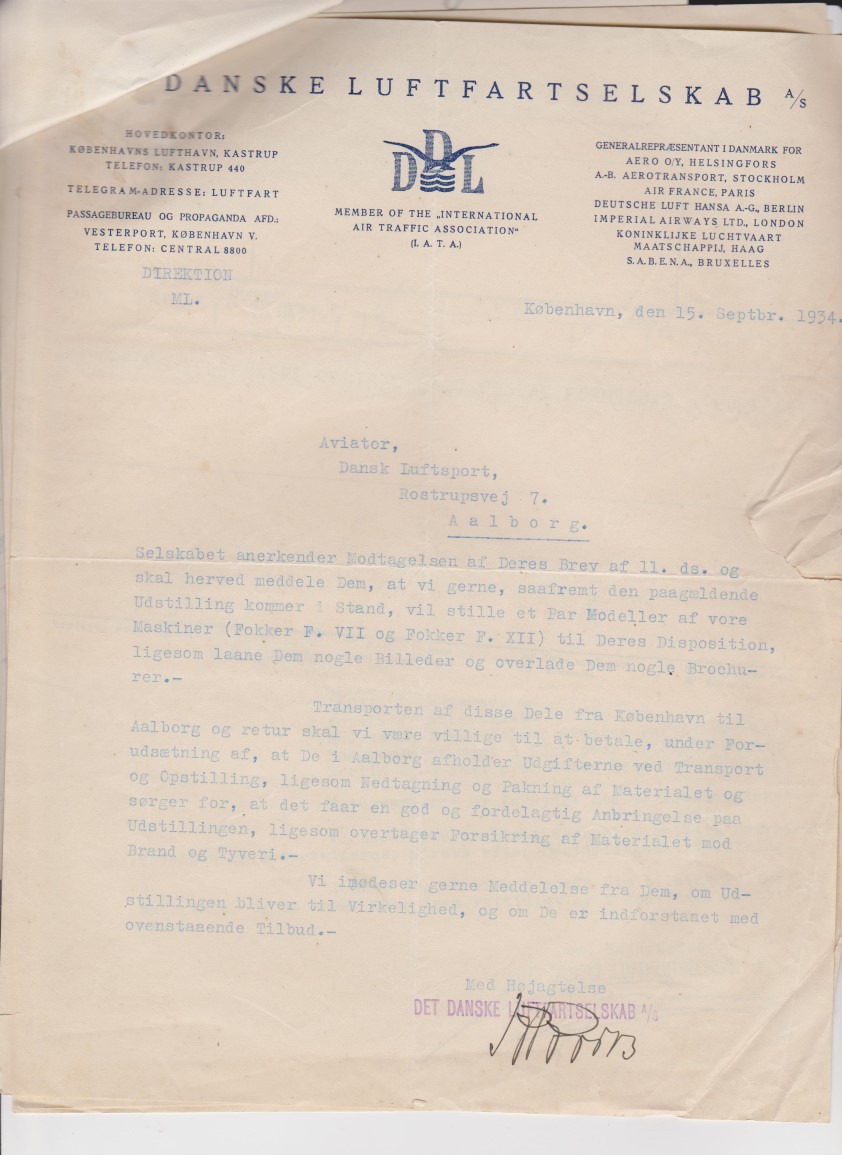 DANSKE LUFTFARTSELSKAB A/S
HOVEDKONTOR:
KØBENHAVNS LUFTHAVN, KASTRUP
TELEFON: KASTRUP 440
TELEGRAM-ADRESSE: LUFTFART
PASSAGEBUREAU OG PROPAGANDA AFD.:
VESTERPORT, KØBENHAVN V.
TELEFON: CENTRAL 8800
DDL
MEMBER OF THE „INTERNATIONAL
AIR TRAFFIC ASSOCIATION“
(I. A. T. A.)
GENERALREPRÆSENTANT I DANMARK FOR
AERO O/Y, HELSINGFORS
A.-B. AEROTRANSPORT, STOCKHOLM
AIR FRANCE, PARIS
DEUTSCHE LUFT HANSA A.-G., BERLIN
IMPERIAL AIRWAYS LTD., LONDON
KONINKLIJKE LUCHTVAART
MAATSCHAPPIJ, HAAG
S. A. B. E. N. A., BRUXELLES
DIREKTION
ML.
København, den 15. Septbr. 1934.
Aviator,
Dansk Luftsport,
Rostrupsvej 7.
A a l b o r g.
Selskabet anerkender Modtagelsen af Deres Brev af 11. ds. og
skal herved meddele Dem, at vi gerne, saafremt den paagældende
Udstilling kommer i Stand, vil stille et Par Modeller af vore
Maskiner (Fokker F. VII og Fokker F. XII) til Deres Disposition,
ligesom laane Dem nogle Billeder og overlade Dem nogle Brochu-
rer.-
Transporten af disse Dele fra København til
Aalborg og retur skal vi være villige til at betale, under For-
udsætning af, at De i Aalborg afholder Udgifterne ved Transport
og Opstilling, ligesom Nedtagning og Pakning af Materialet og
sørger for, at det faar en god og fordelagtig Anbringelse paa
Udstillingen, ligesom overtager Forsikring af Materialet mod
Brand og Tyveri.-
Vi imødeser gerne Meddelelse fra Dem, om Ud-
stillingen bliver til Virkelighed, og om De er indforstaaet med
ovenstaaende Tilbud.-
Med Højagtelse
DET DANSKE LUFTFARTSELSKAB A/S